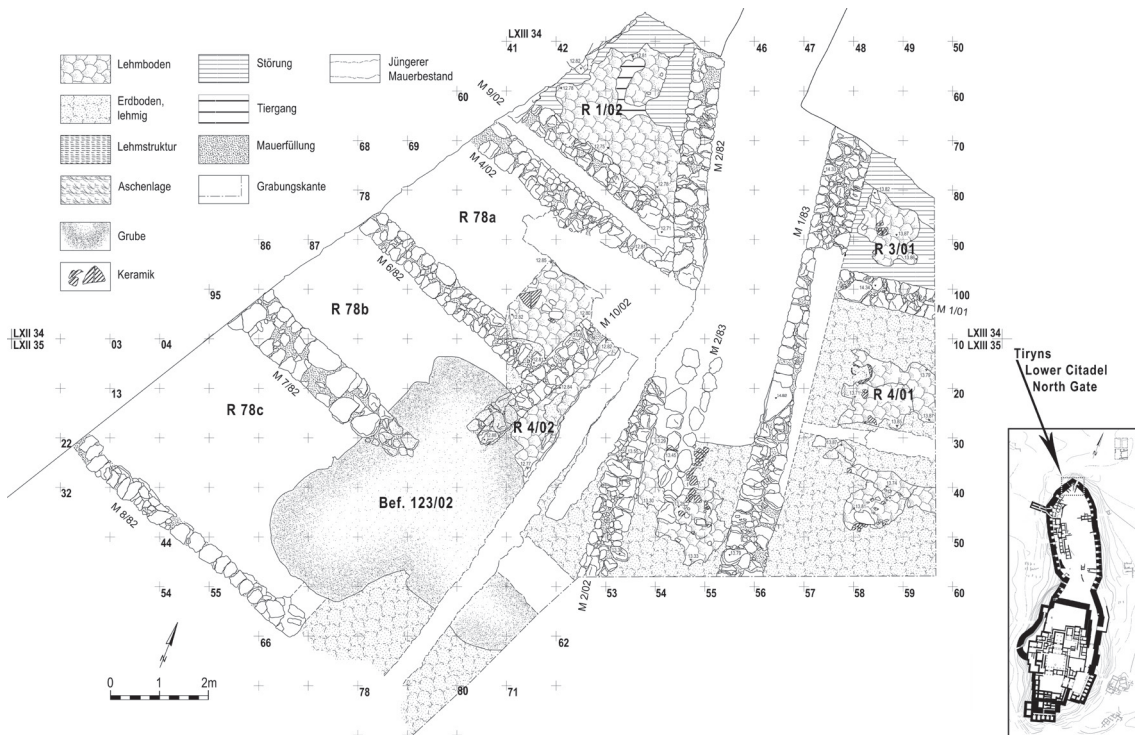 Lehmboden
Erdboden,
lehmig
Lehmstruktur
Aschenlage
Grube
Keramik
Störung
Tiergang
Mauerfüllung
Grabungskante
Jüngerer
Mauerbestand
LXIII 34
41 42 46 47 48 49 50
60 60
68 69 70
78 80
86 87 90
95 100
LXII 34
LXII 35
03 04 10
LXIII 34
LXIII 35
13 20
22 30
32 40
44 50
54 55 53 54 55 56 57 58 59 60
66 62
78 80 71
M 9/02
M 4/02
R 1/02
M 2/82
R 78a
M 1/83
R 3/01
M 6/82
R 78b
M 10/02
M 1/01
M 2/83
M 7/82
R 78c
R 4/02
R 4/01
Bef. 123/02
M 8/82
M 2/02
N
0 1 2m
Tiryns
Lower Citadel
North Gate